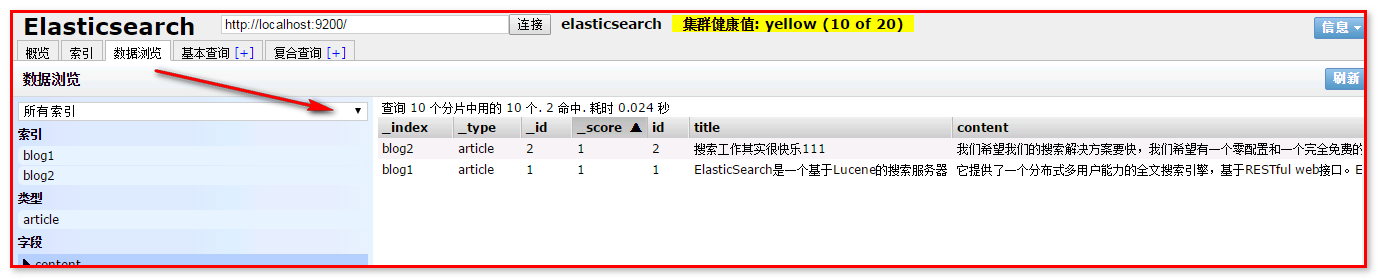 Elasticsearch http://localhost:9200/ 连接 elasticsearch 集群健康值: yellow (10 of 20) 信息
概览 索引 数据浏览 基本查询 [+] 复合查询 [+]
数据浏览 刷新
所有索引
索引
blog1
blog2
类型
article
字段
content
查询 10 个分片中用的 10 个. 2 命中. 耗时 0.024 秒
_index _type _id _score id title content
blog2 article 2 1 2 搜索工作其实很快乐111 我们希望我们的搜索解决方案要快，我们希望有一个零配置和一个完全免费的
blog1 article 1 1 1 ElasticSearch是一个基于Lucene的搜索服务器 它提供了一个分布式多用户能力的全文搜索引擎，基于RESTful web接口。E